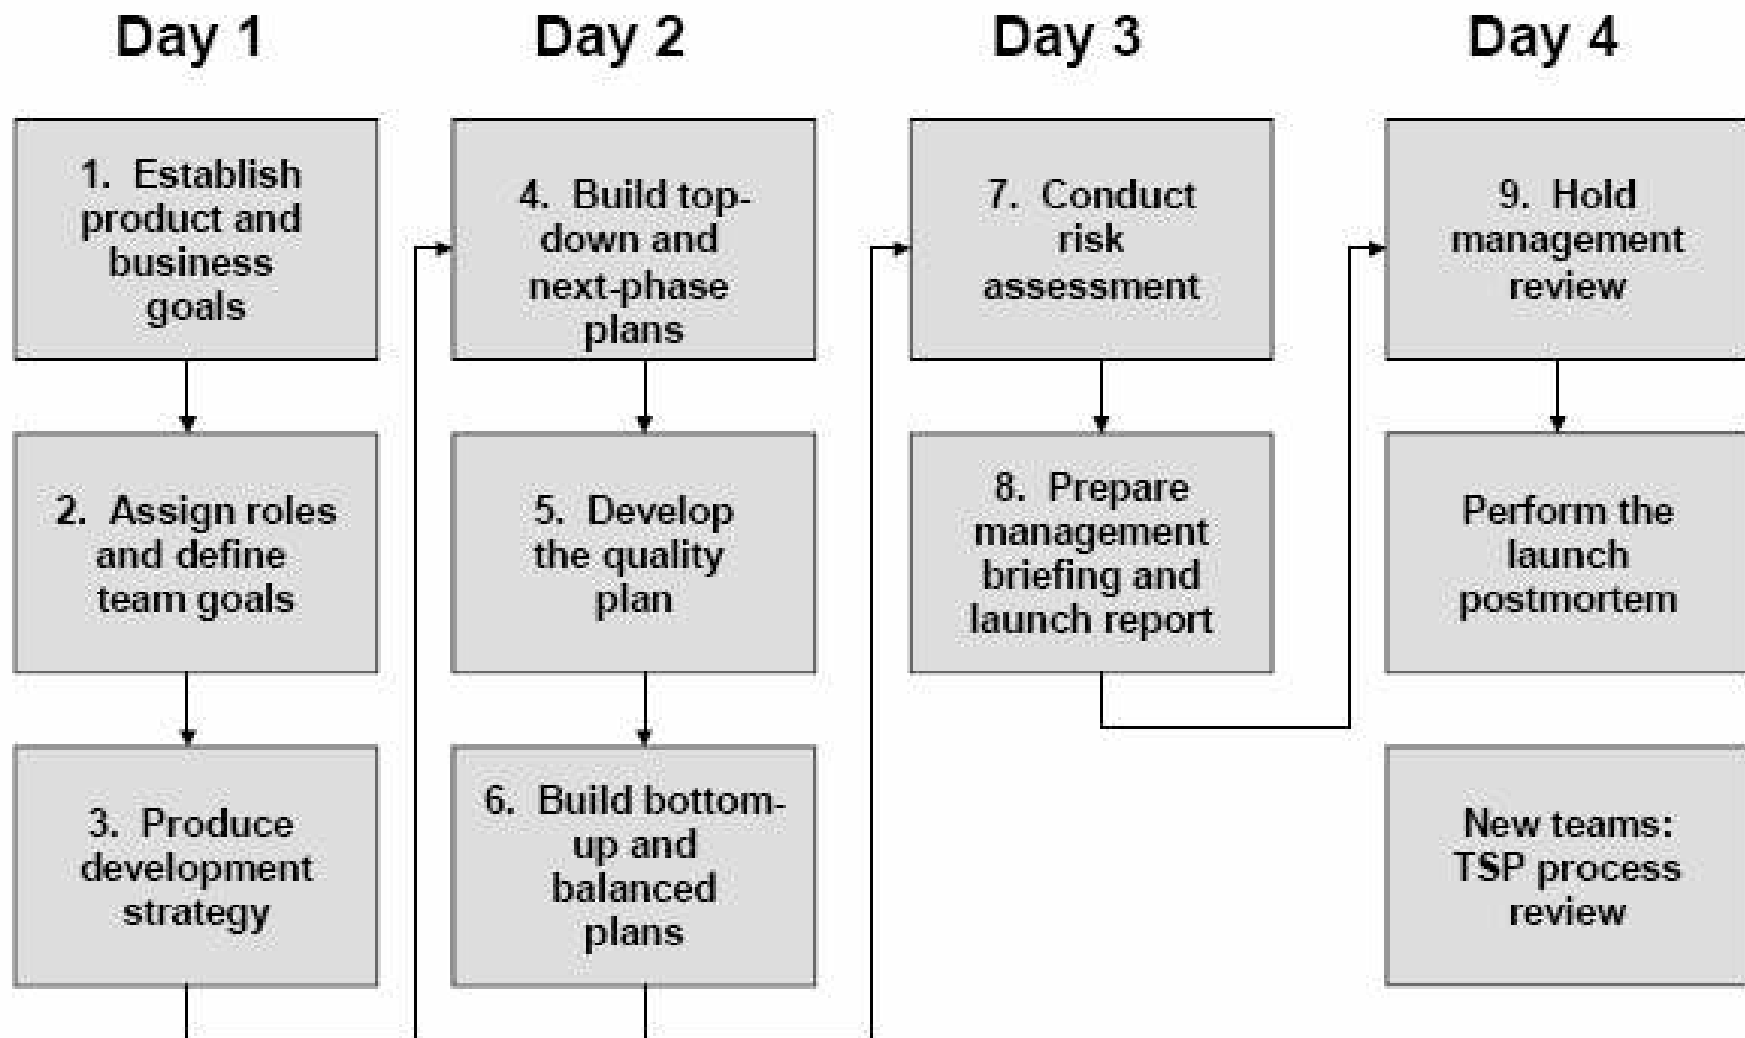 Day 1
Day 2
Day 3
Day 4
1. Establish
product and
business
goals
2. Assign roles
and define
team goals
3. Produce
development
strategy
4. Build top-
down and
next-phase
plans
5. Develop
the quality
plan
6. Build bottom-
up and
balanced
plans
7. Conduct
risk
assessment
8. Prepare
management
briefing and
launch report
9. Hold
management
review
Perform the
launch
postmortem
New teams:
TSP process
review